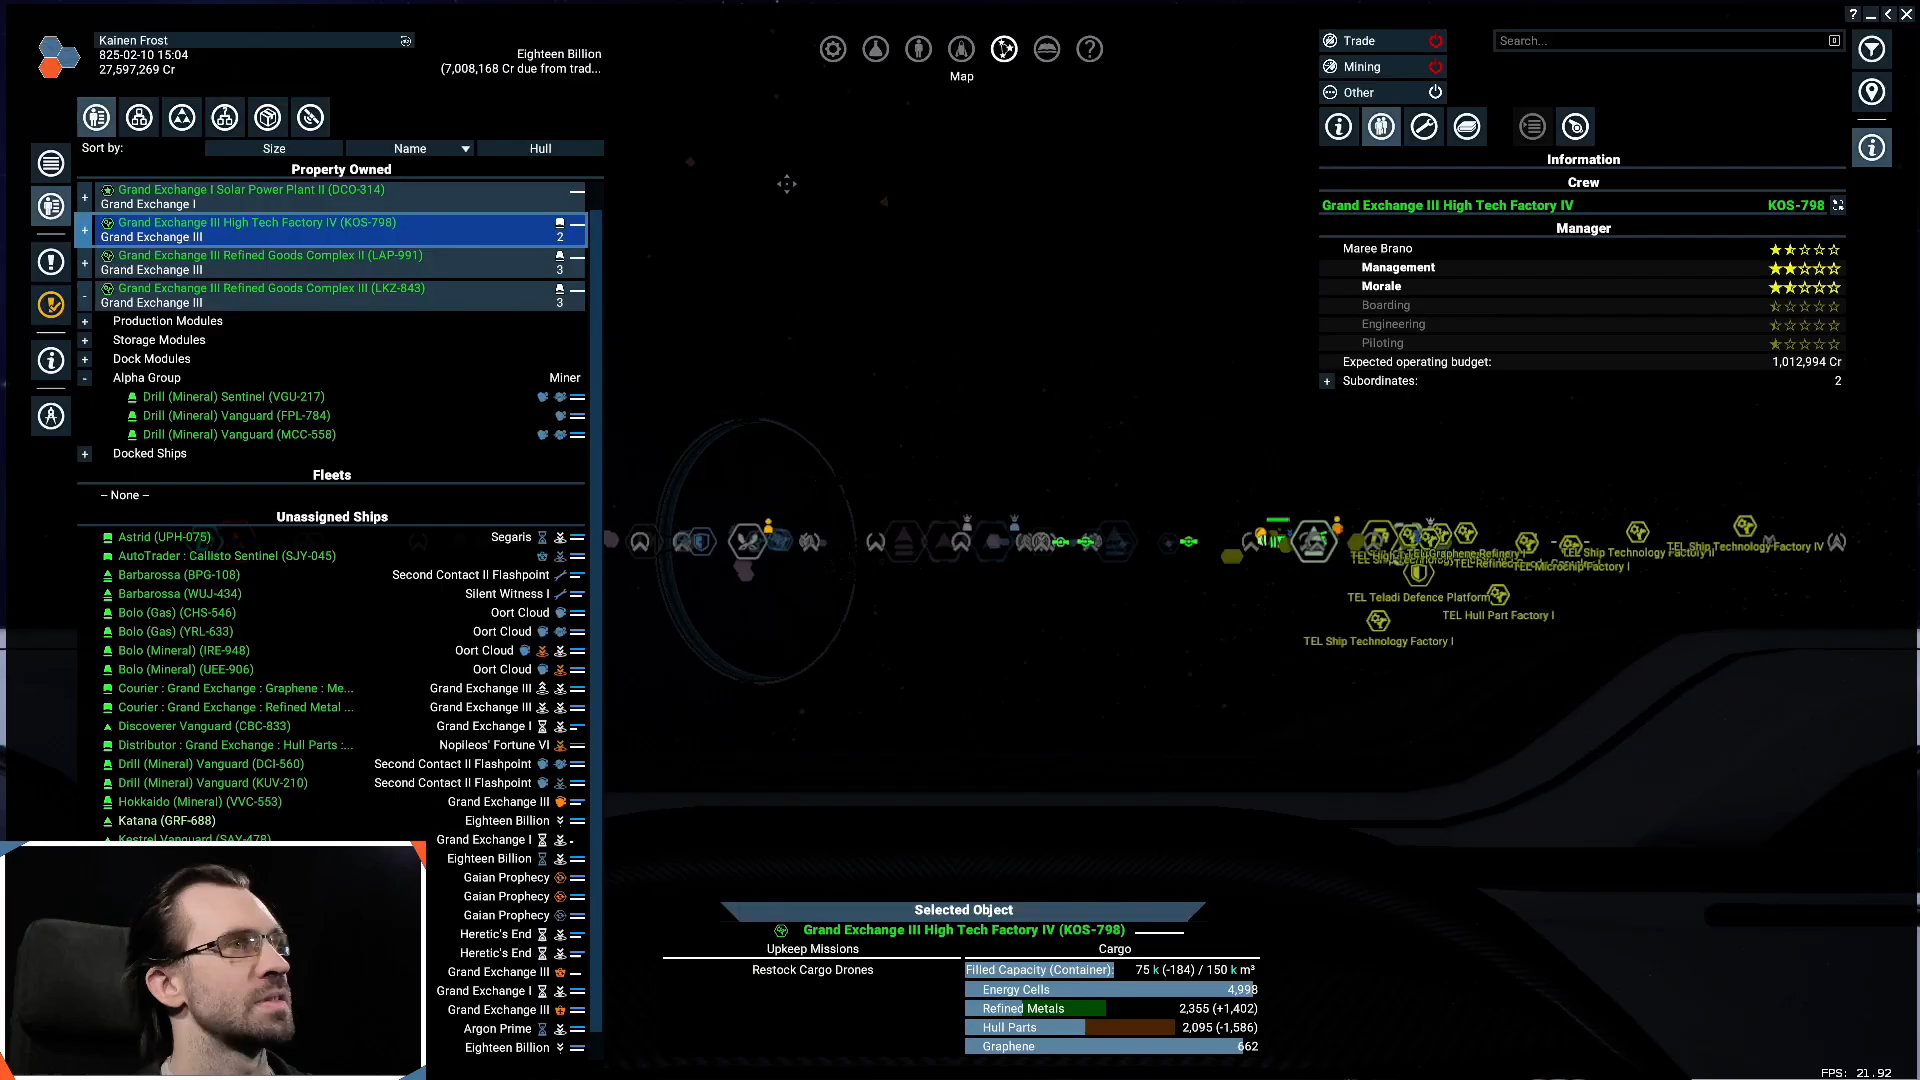 Kainen Frost
825-02-10 15:04
27,597,269 Cr
Eighteen Billion
(7,008,168 Cr due from trad...
Map
Trade
Mining
Other
Search...
Sort by:
Size
Name
Hull
Property Owned
Grand Exchange I Solar Power Plant II (DCO-314)
Grand Exchange I
Grand Exchange III High Tech Factory IV (KOS-798)
Grand Exchange III
2
Grand Exchange III Refined Goods Complex II (LAP-991)
Grand Exchange III
3
Grand Exchange III Refined Goods Complex III (LKZ-843)
Grand Exchange III
3
Production Modules
Storage Modules
Dock Modules
Alpha Group
Miner
Drill (Mineral) Sentinel (VGU-217)
Drill (Mineral) Vanguard (FPL-784)
Drill (Mineral) Vanguard (MCC-558)
Docked Ships
Fleets
– None –
Unassigned Ships
Astrid (UPH-075) Segaris
AutoTrader : Callisto Sentinel (SJY-045)
Barbarossa (BPG-108) Second Contact II Flashpoint
Barbarossa (WUJ-434) Silent Witness I
Bolo (Gas) (CHS-546) Oort Cloud
Bolo (Gas) (YRL-633) Oort Cloud
Bolo (Mineral) (IRE-948) Oort Cloud
Bolo (Mineral) (UEE-906) Oort Cloud
Courier : Grand Exchange : Graphene : Me... Grand Exchange III
Courier : Grand Exchange : Refined Metal ... Grand Exchange III
Discoverer Vanguard (CBC-833) Grand Exchange I
Distributor : Grand Exchange : Hull Parts :... Nopileos' Fortune VI
Drill (Mineral) Vanguard (DCI-560) Second Contact II Flashpoint
Drill (Mineral) Vanguard (KUV-210) Second Contact II Flashpoint
Hokkaido (Mineral) (VVC-553) Grand Exchange III
Katana (GRF-688) Eighteen Billion
Kestrel Vanguard (SAY-478) Grand Exchange I
Eighteen Billion
Gaian Prophecy
Gaian Prophecy
Gaian Prophecy
Heretic's End
Heretic's End
Grand Exchange III
Grand Exchange I
Grand Exchange III
Argon Prime
Eighteen Billion
Information
Crew
Grand Exchange III High Tech Factory IV KOS-798
Manager
Maree Brano
Management
Morale
Boarding
Engineering
Piloting
Expected operating budget: 1,012,994 Cr
Subordinates: 2
TEL Ship Technology Factory IV
TEL Microchip Factory I
TEL Teladi Defence Platform
TEL Hull Part Factory I
TEL Ship Technology Factory I
Selected Object
Grand Exchange III High Tech Factory IV (KOS-798)
Upkeep Missions
Cargo
Restock Cargo Drones
Filled Capacity (Container): 75 k (-184) / 150 k m³
Energy Cells 4,998
Refined Metals 2,355 (+1,402)
Hull Parts 2,095 (-1,586)
Graphene 662
FPS: 21.92